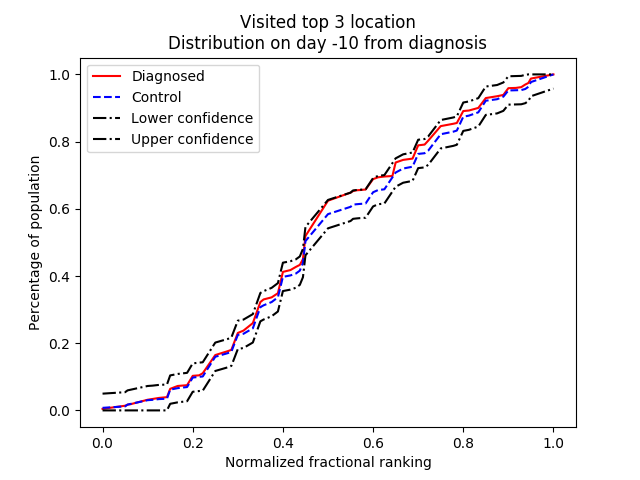 Visited top 3 location
Distribution on day -10 from diagnosis
Diagnosed
Control
Lower confidence
Upper confidence
Percentage of population
1.0
0.8
0.6
0.4
0.2
0.0
0.0 0.2 0.4 0.6 0.8 1.0
Normalized fractional ranking